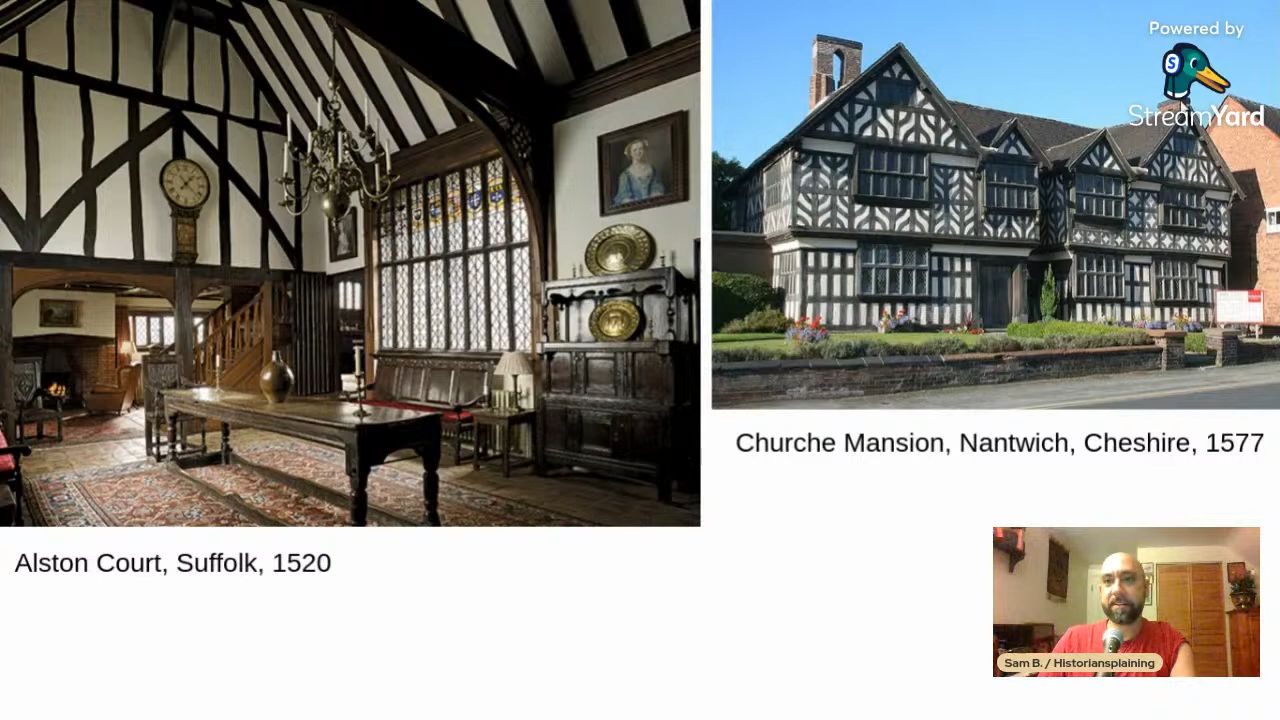 Powered by
S
StreamYard
Churche Mansion, Nantwich, Cheshire, 1577
Alston Court, Suffolk, 1520
Sam B. / Historiansplaining